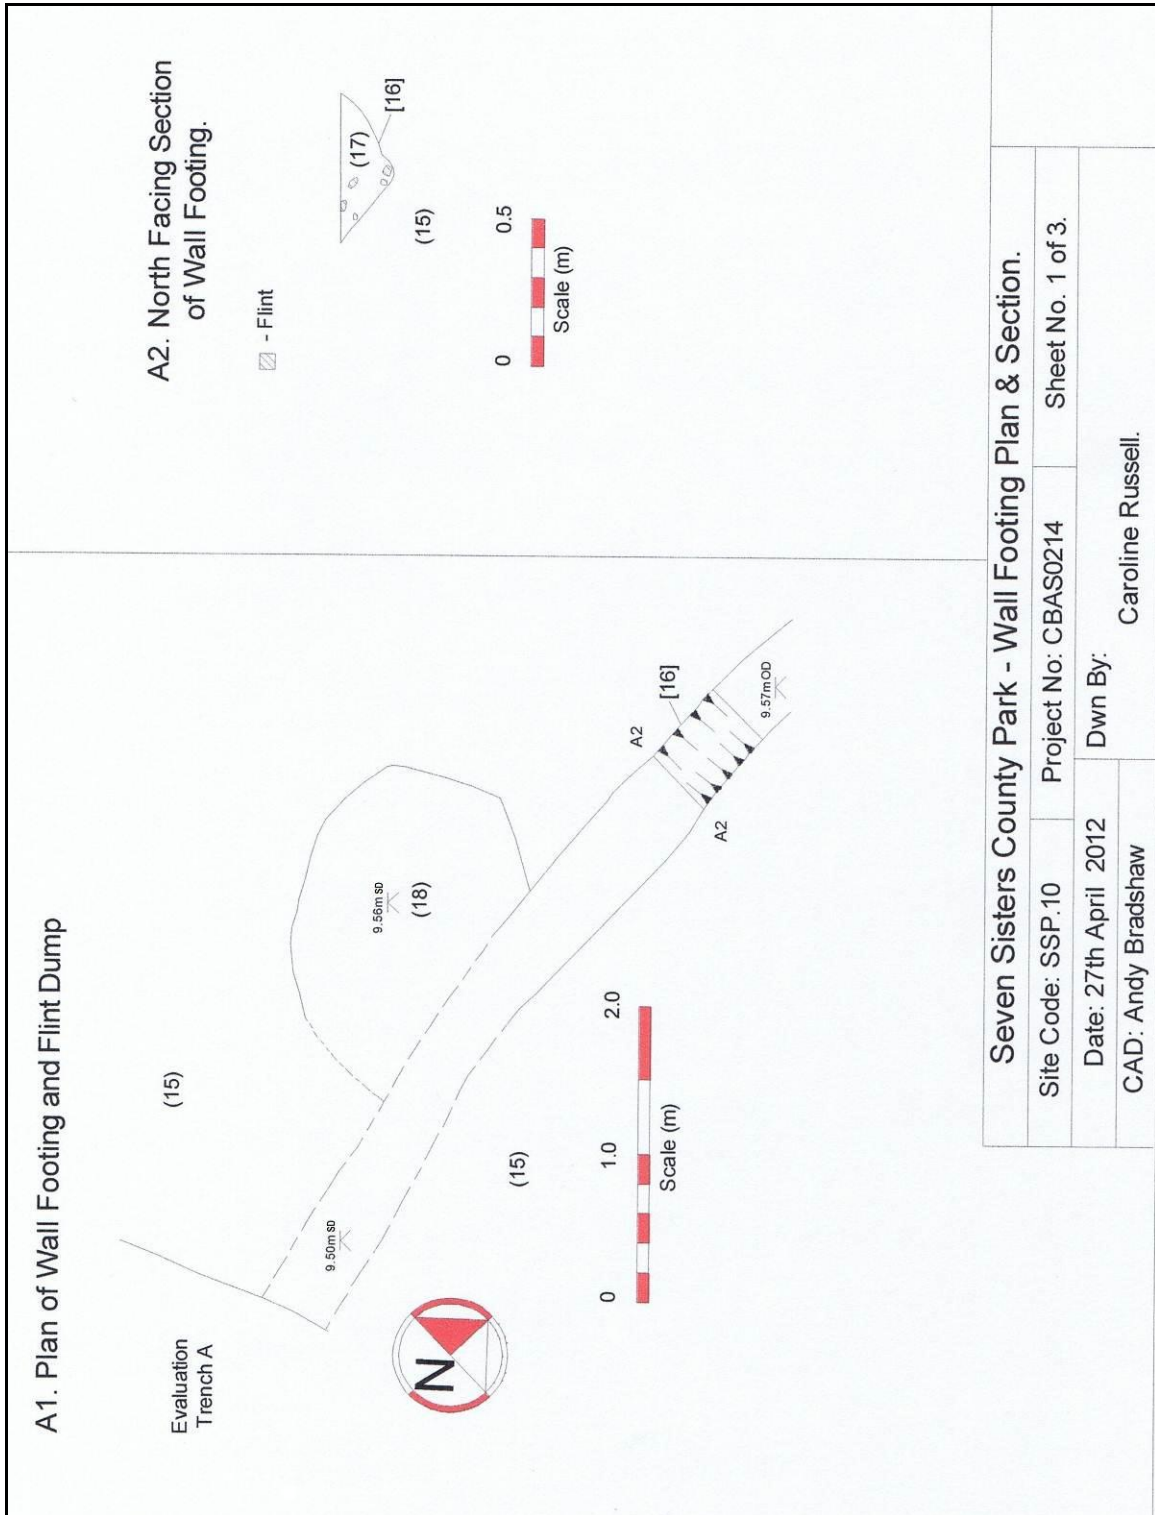 A1. Plan of Wall Footing and Flint Dump
Evaluation
Trench A
(15)
9.50m SD
9.56m SD
(18)
(15)
N
A2
[16]
A2
9.57m OD
0
1.0
2.0
Scale (m)
A2. North Facing Section
of Wall Footing.
- Flint
(17)
[16]
(15)
0
0.5
Scale (m)
Seven Sisters County Park - Wall Footing Plan & Section.
Site Code: SSP.10
Project No: CBAS0214
Sheet No. 1 of 3.
Date: 27th April 2012
Dwn By:
CAD: Andy Bradshaw
Caroline Russell.